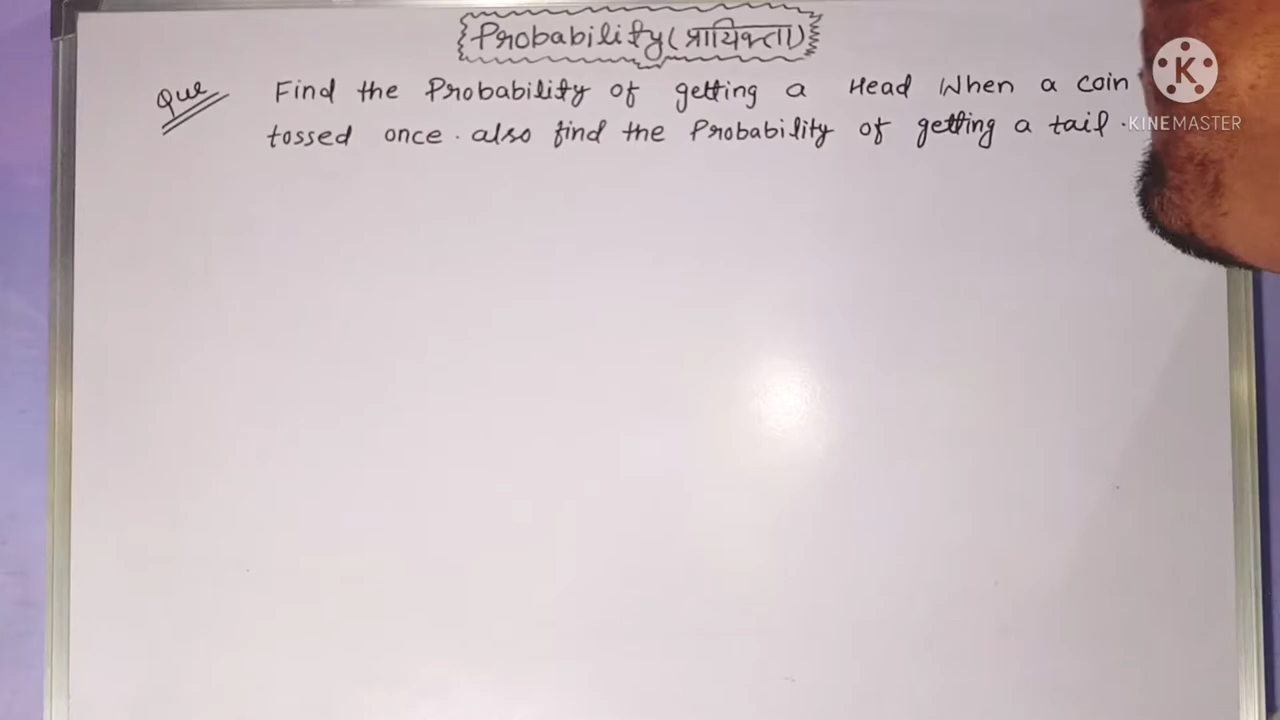 Probability (प्रायिकता)
Que Find the Probability of getting a Head When a coin
tossed once. also find the Probability of getting a tail.
K
KINEMASTER